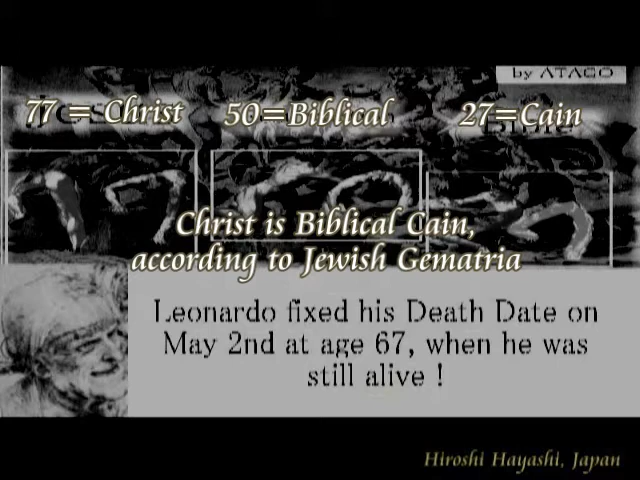 by ATAGO
77 = Christ
50=Biblical
27=Cain
Christ is Biblical Cain,
according to Jewish Gematria
Leonardo fixed his Death Date on
May 2nd at age 67, when he was
still alive !
Hiroshi Hayashi, Japan